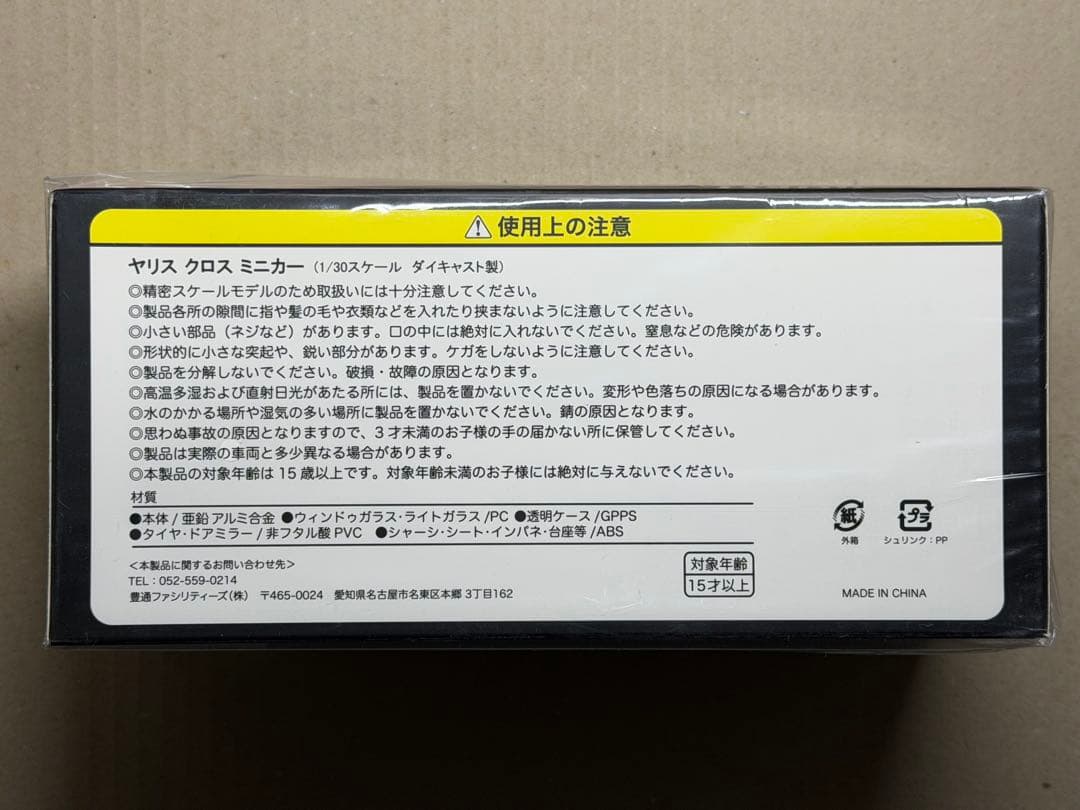 ⚠ 使用上の注意
ヤリス クロス ミニカー（1/30スケール ダイキャスト製）
◎精密スケールモデルのため取扱いには十分注意してください。
◎製品各所の隙間に指や髪の毛や衣類などを入れたり挟まないように注意してください。
◎小さい部品（ネジなど）があります。口の中には絶対に入れないでください。窒息などの危険があります。
◎形状的に小さな突起や、鋭い部分があります。ケガをしないように注意してください。
◎製品を分解しないでください。破損・故障の原因となります。
◎高温多湿および直射日光があたる所には、製品を置かないでください。変形や色落ちの原因になる場合があります。
◎水のかかる場所や湿気の多い場所に製品を置かないでください。錆の原因となります。
◎思わぬ事故の原因となりますので、3才未満のお子様の手の届かない所に保管してください。
◎製品は実際の車両と多少異なる場合があります。
◎本製品の対象年齢は15歳以上です。対象年齢未満のお子様には絶対に与えないでください。
材質
●本体/亜鉛アルミ合金 ●ウィンドゥガラス・ライトガラス/PC ●透明ケース/GPPS
●タイヤ・ドアミラー/非フタル酸PVC ●シャーシ・シート・インパネ・台座等/ABS
紙
外箱
プラ
シュリンク：PP
＜本製品に関するお問い合わせ先＞
TEL：052-559-0214
豊通ファシリティーズ（株） 〒465-0024 愛知県名古屋市名東区本郷3丁目162
対象年齢
15才以上
MADE IN CHINA